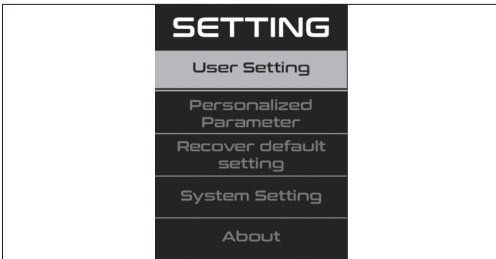 SETTING
User Setting
Personalized
Parameter
Recover default
setting
System Setting
About